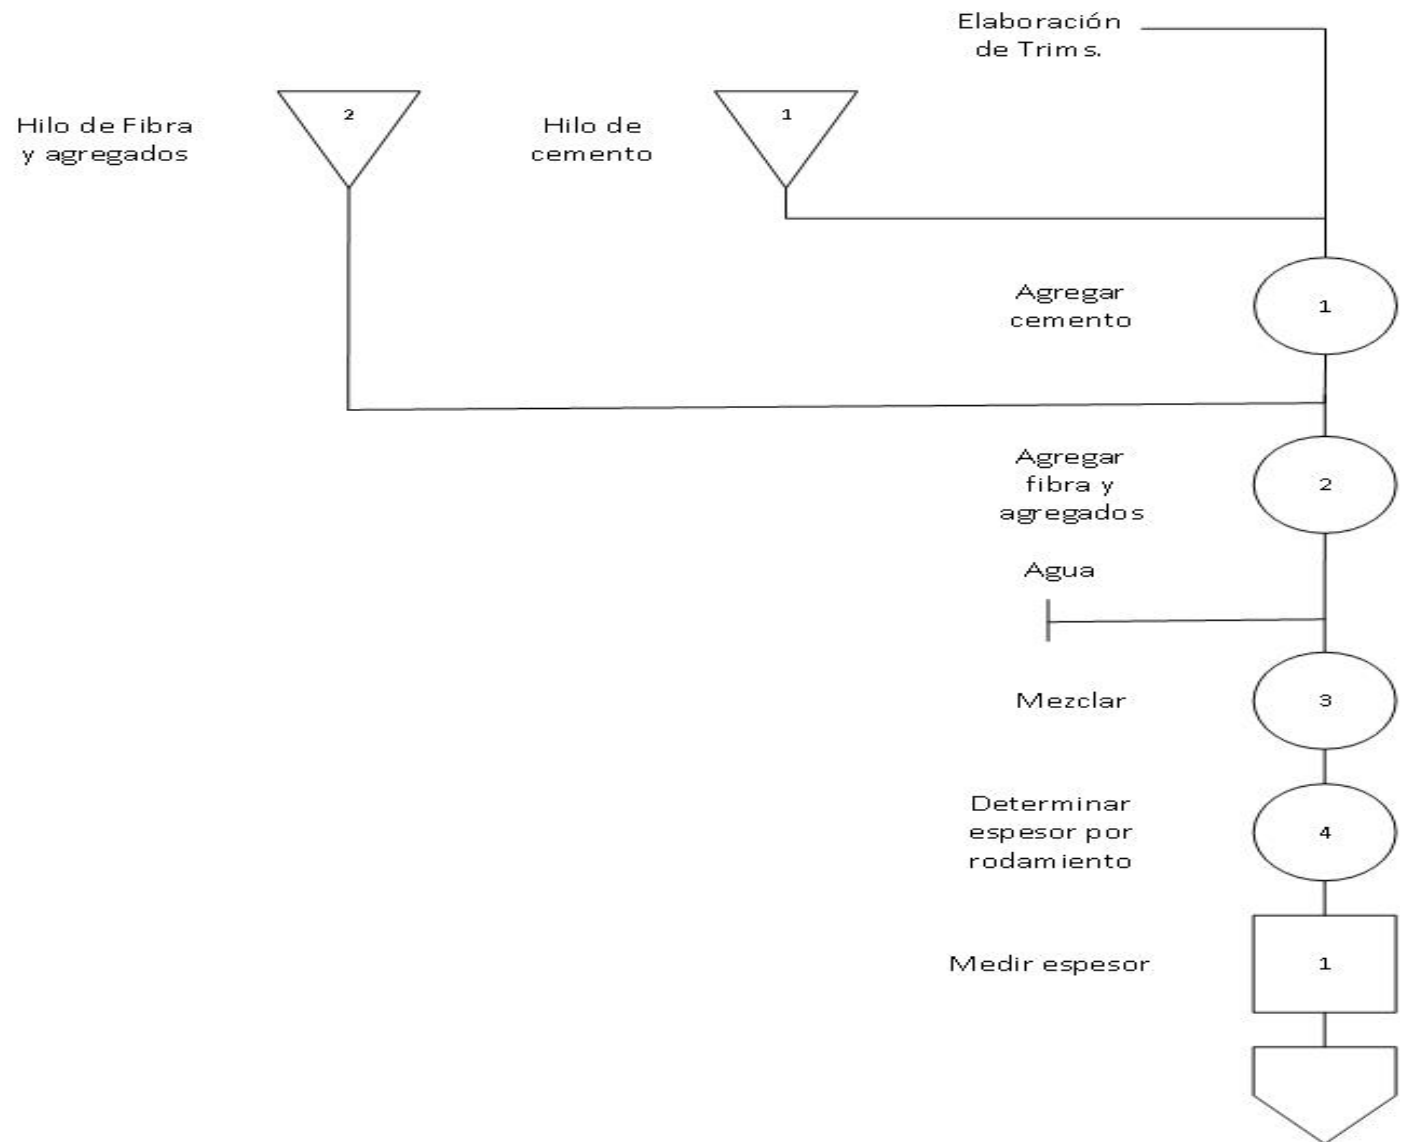 Elaboración
de Trims.
Hilo de Fibra
y agregados
2
Hilo de
cemento
1
Agregar
cemento
1
Agregar
fibra y
agregados
2
Agua
Mezclar
3
Determinar
espesor por
rodamiento
4
Medir espesor
1